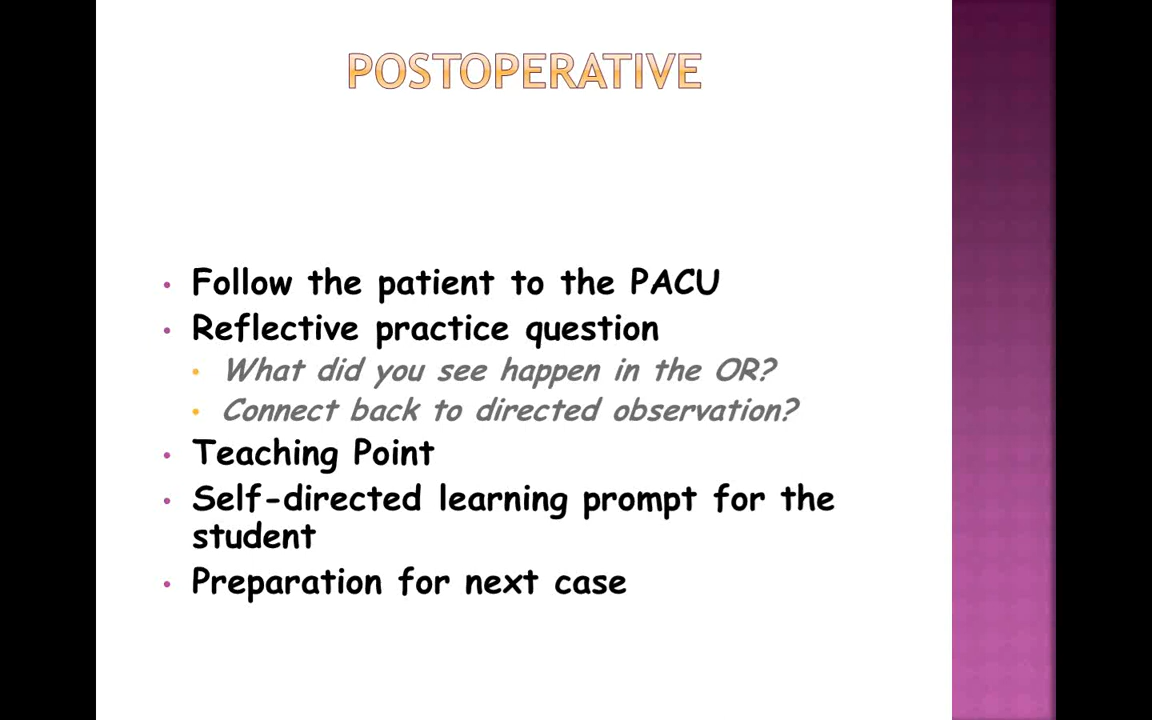 POSTOPERATIVE
• Follow the patient to the PACU
• Reflective practice question
• What did you see happen in the OR?
• Connect back to directed observation?
• Teaching Point
• Self-directed learning prompt for the
student
• Preparation for next case